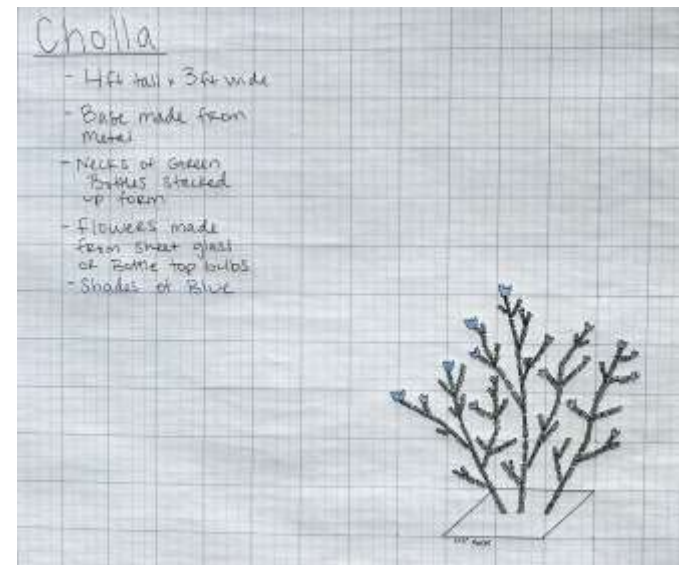 Cholla
- 4ft tall x 3ft wide
- Base made from
metal
- Necks of Green
Bottles stacked
up form
- Flowers made
from sheet glass
or Bottle top bulbs
- Shades of Blue